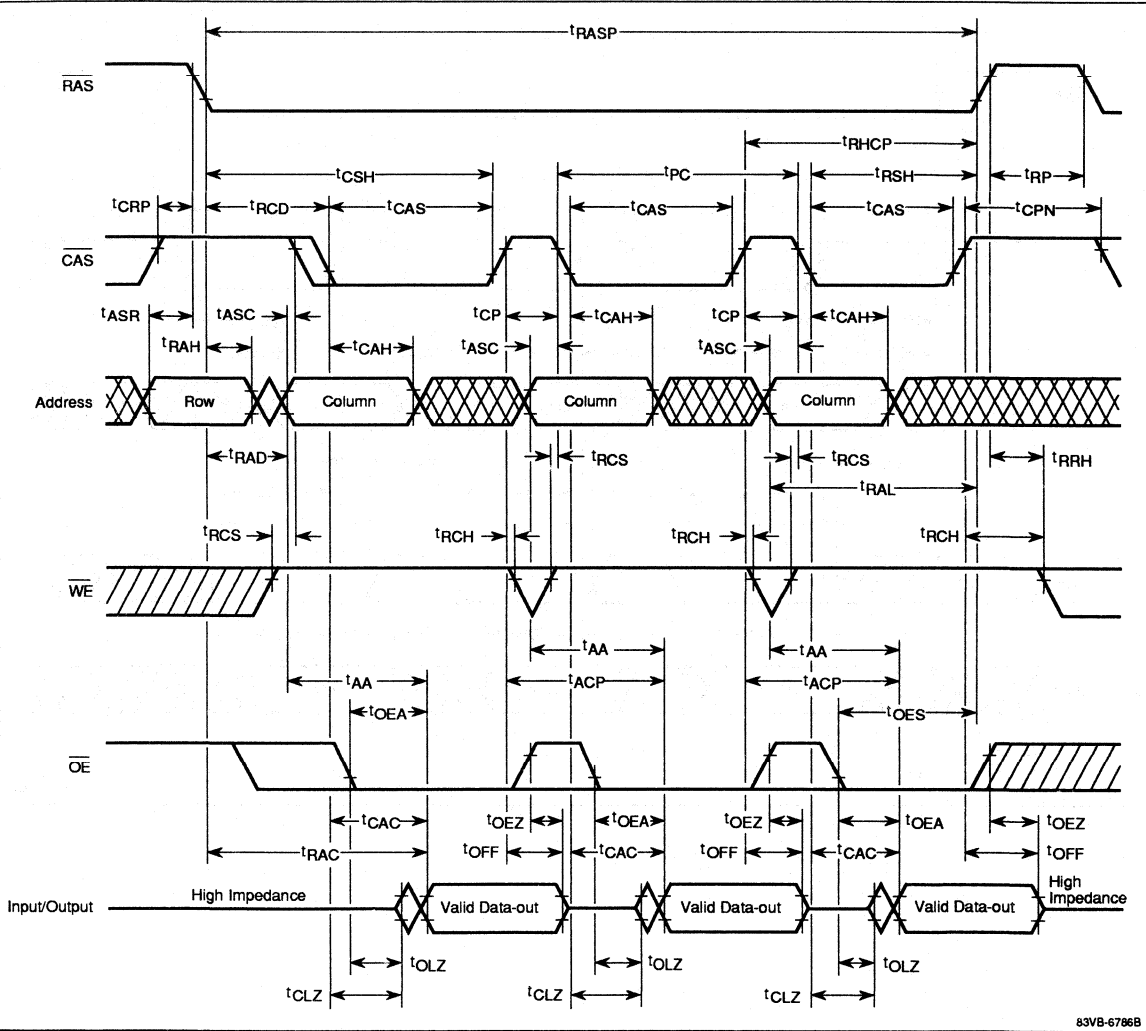 tRASP
RAS
tRHCP
tCSH
tPC
tRSH
tRP
tCRP
tRCD
tCAS
tCAS
tCAS
tCPN
CAS
tASR
tASC
tCP
tCAH
tCP
tCAH
tRAH
tCAH
tASC
tASC
Address
Row
Column
Column
Column
tRAD
tRCS
tRCS
tRRH
tRAL
tRCS
tRCH
tRCH
tRCH
WE
tAA
tAA
tAA
tACP
tACP
tOEA
tOES
OE
tCAC
tOEZ
tOEA
tOEZ
tOEA
tOEZ
tRAC
tOFF
tCAC
tOFF
tCAC
tOFF
Input/Output
High Impedance
Valid Data-out
Valid Data-out
Valid Data-out
High
Impedance
tOLZ
tOLZ
tOLZ
tCLZ
tCLZ
tCLZ
83VB-6786B